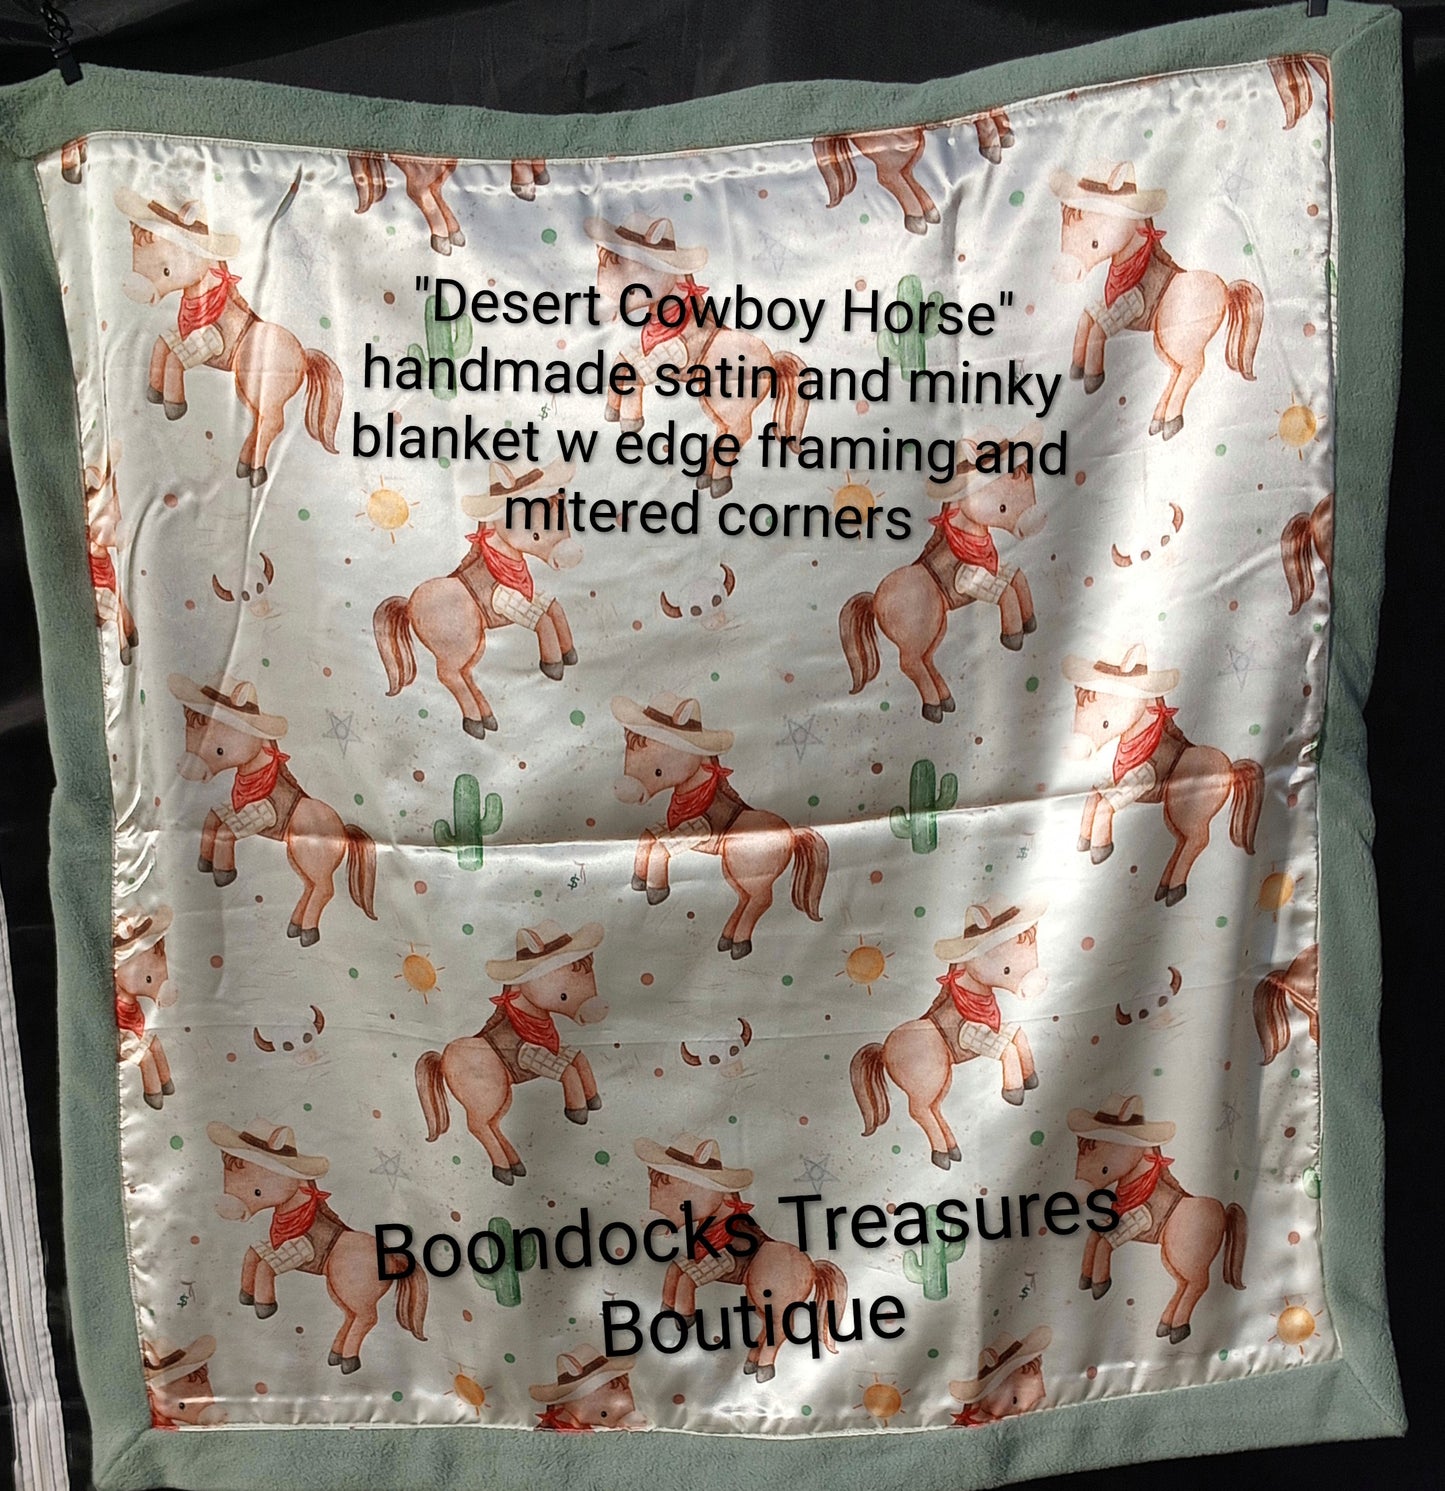 "Desert Cowboy Horse"
handmade satin and minky
blanket w edge framing and
mitered corners
Boondocks Treasures
Boutique